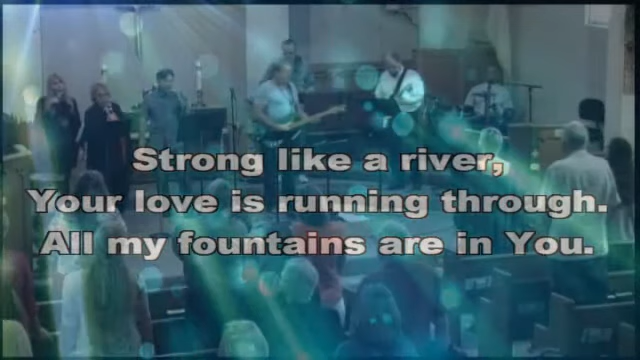 Strong like a river,
Your love is running through.
All my fountains are in You.